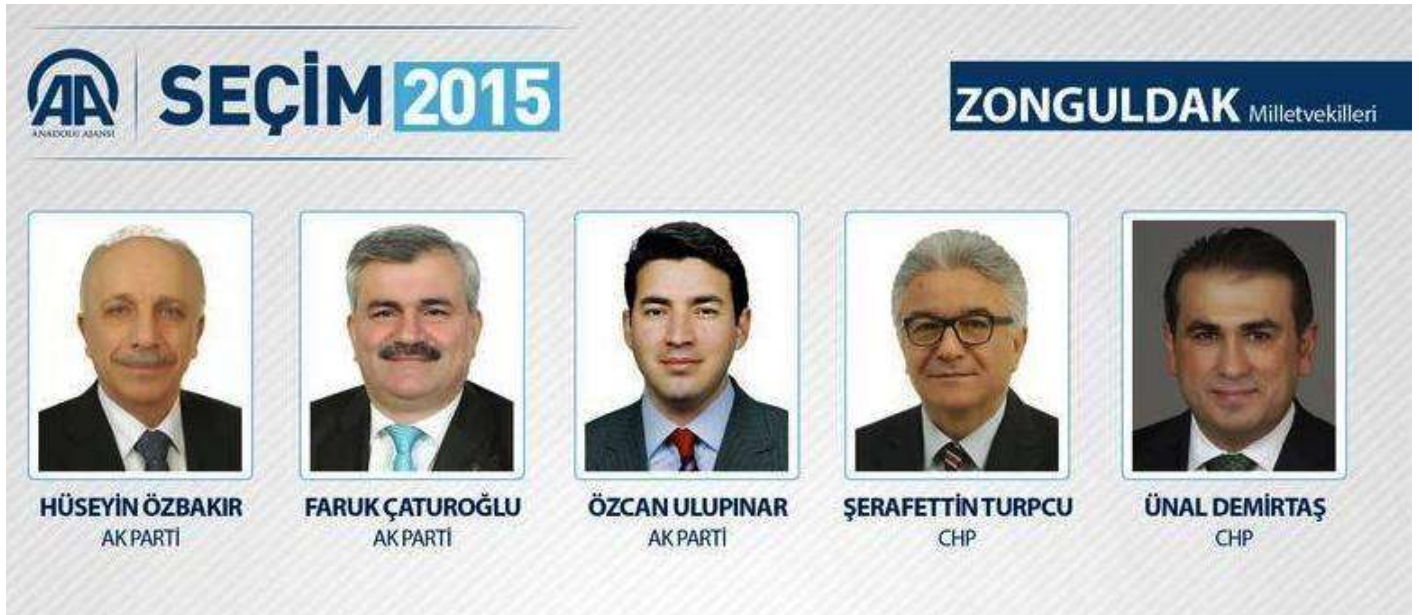 AA
ANADOLU AJANSI
SEÇİM 2015
ZONGULDAK Milletvekilleri
HÜSEYİN ÖZBAKIR
AK PARTİ
FARUK ÇATUROĞLU
AK PARTİ
ÖZCAN ULUPINAR
AK PARTİ
ŞERAFETTİN TURPCU
CHP
ÜNAL DEMİRTAŞ
CHP